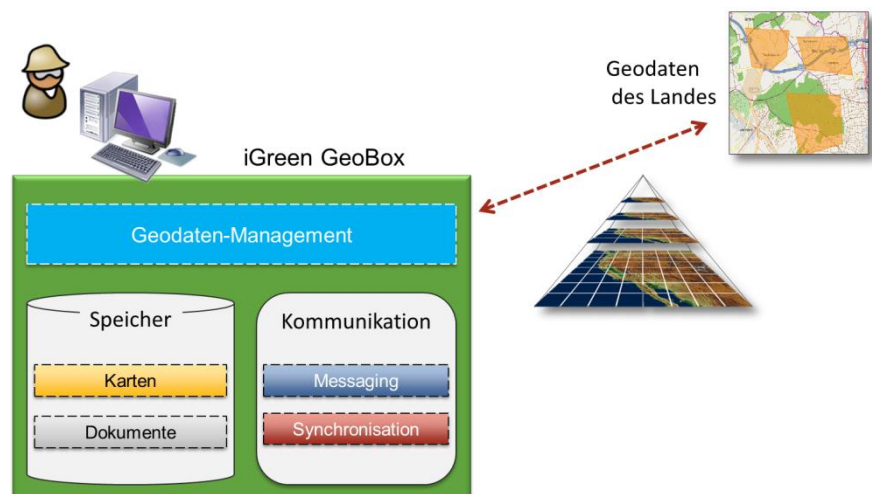 Geodaten
des Landes
iGreen GeoBox
Geodaten-Management
Speicher
Karten
Dokumente
Kommunikation
Messaging
Synchronisation